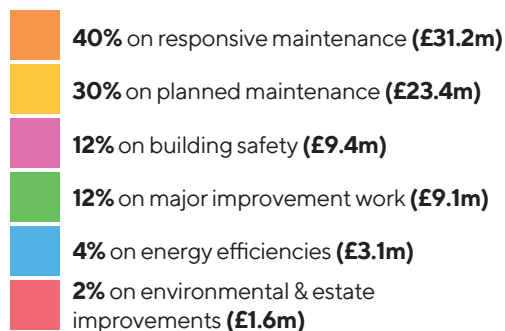 40% on responsive maintenance (£31.2m)
30% on planned maintenance (£23.4m)
12% on building safety (£9.4m)
12% on major improvement work (£9.1m)
4% on energy efficiencies (£3.1m)
2% on environmental & estate
improvements (£1.6m)